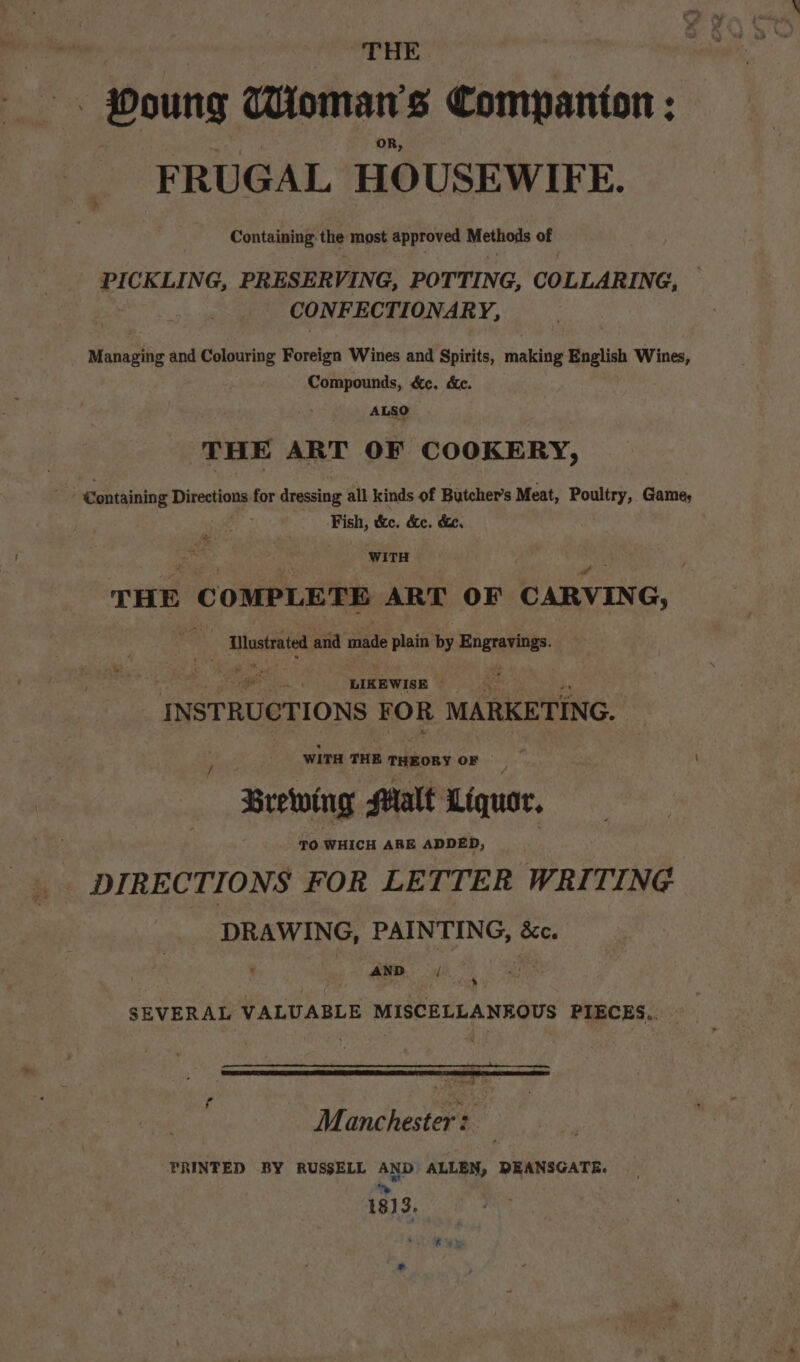 THE
Young Woman's Companion;
OR,
FRUGAL HOUSEWIFE.
Containing the most approved Methods of
PICKLING, PRESERVING, POTTING, COLLARING,
CONFECTIONARY,
Managing and Colouring Foreign Wines and Spirits, making English Wines,
Compounds, &c. &c.
ALSO
THE ART OF COOKERY,
Containing Directions for dressing all kinds of Butcher's Meat, Poultry, Game,
Fish, &c. &c. &c.
WITH
THE COMPLETE ART OF CARVING,
Illustrated and made plain by Engravings.
LIKEWISE
INSTRUCTIONS FOR MARKETING.
WITH THE THEORY OF
Brewing Malt Liquor.
TO WHICH ARE ADDED,
DIRECTIONS FOR LETTER WRITING
DRAWING, PAINTING, &c.
AND
SEVERAL VALUABLE MISCELLANEOUS PIECES.
Manchester:
PRINTED BY RUSSELL AND ALLEN, DEANSGATE.
1813.